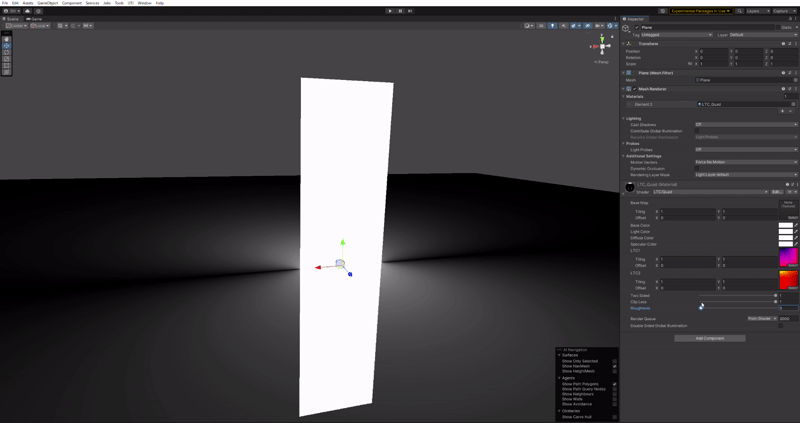 File Edit Assets GameObject Component Services Jobs Tools UTI Window Help
Experimental Packages In Use
Layers
Scene Game
Inspector
Plane
Static
Tag Untagged Layer Default
Transform
Position X 0 Y 0 Z 0
Rotation X 0 Y 0 Z 0
Scale X 1 Y 1 Z 1
Plane (Mesh Filter)
Mesh Plane
Mesh Renderer
Materials 1
Element 0 LTC_Quad
Lighting
Cast Shadows Off
Contribute Global Illumination
Receive Global Illumination Light Probes
Probes
Light Probes Off
Additional Settings
Motion Vectors Force No Motion
Dynamic Occlusion
Rendering Layer Mask Light Layer default
LTC_Quad (Material)
Shader LTC/Quad Edit...
Base Map
Tiling X 1 Y 1
Offset X 0 Y 0
Base Color
Light Color
Diffuse Color
Specular Color
LTC1
Tiling X 1 Y 1
Offset X 0 Y 0
LTC2
Tiling X 1 Y 1
Offset X 0 Y 0
Two Sided 1
Clip Less 1
Roughness
Render Queue From Shader
Double Sided Global Illumination
Add Component
< Persp
AI Navigation
Surfaces
Show Only Selected
Show NavMesh
Show HeightMesh
Agents
Show Path Polygons
Show Path Query Nodes
Show Neighbours
Show Walls
Show Avoidance
Obstacles
Show Carve Hull